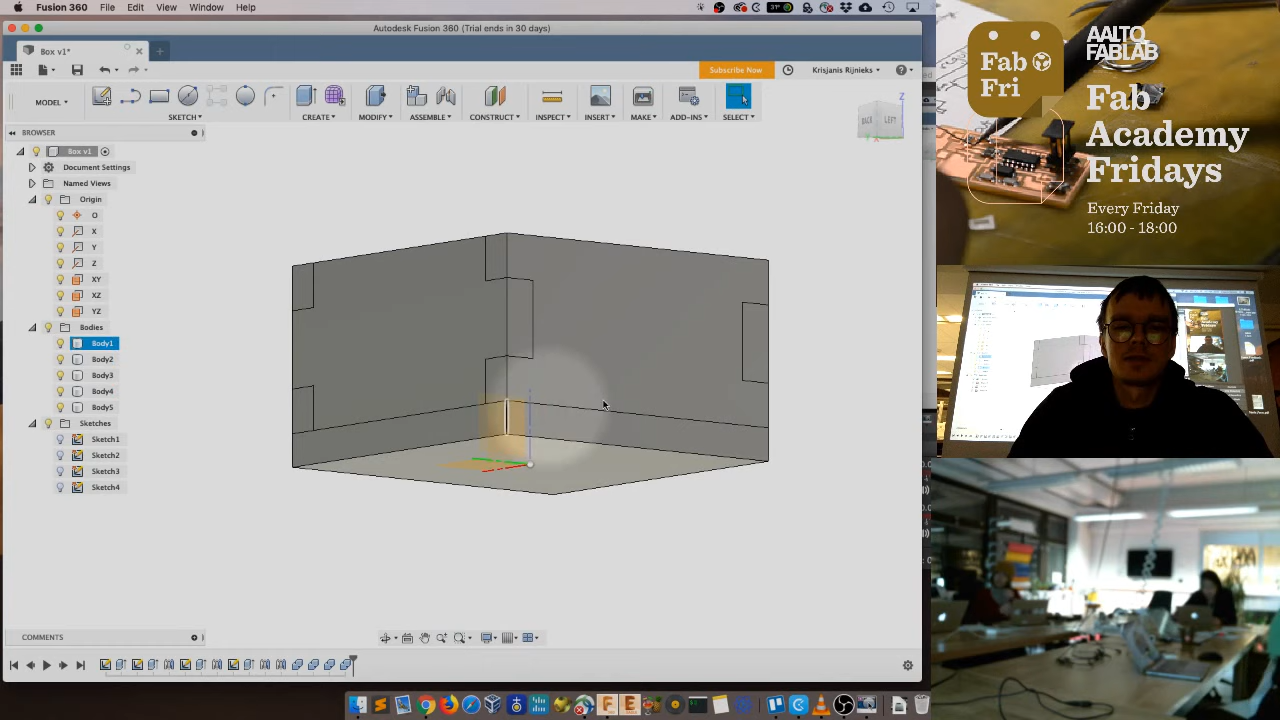 Fusion 360 File Edit View Window Help
31°
Autodesk Fusion 360 (Trial ends in 30 days)
Box v1*
Subscribe Now
Krisjanis Rijnieks
MODEL
SKETCH
CREATE
MODIFY
ASSEMBLE
CONSTRUCT
INSPECT
INSERT
MAKE
ADD-INS
SELECT
BROWSER
Box v1
Document Settings
Named Views
Origin
O
X
Y
Z
XY
XZ
YZ
Bodies
Body1
Body2
Body3
Body4
Body5
Sketches
Sketch1
Sketch2
Sketch3
Sketch4
Z
BACK LEFT
COMMENTS
Fab
Fri
AALTO
FABLAB
Fab
Academy
Fridays
Every Friday
16:00 - 18:00